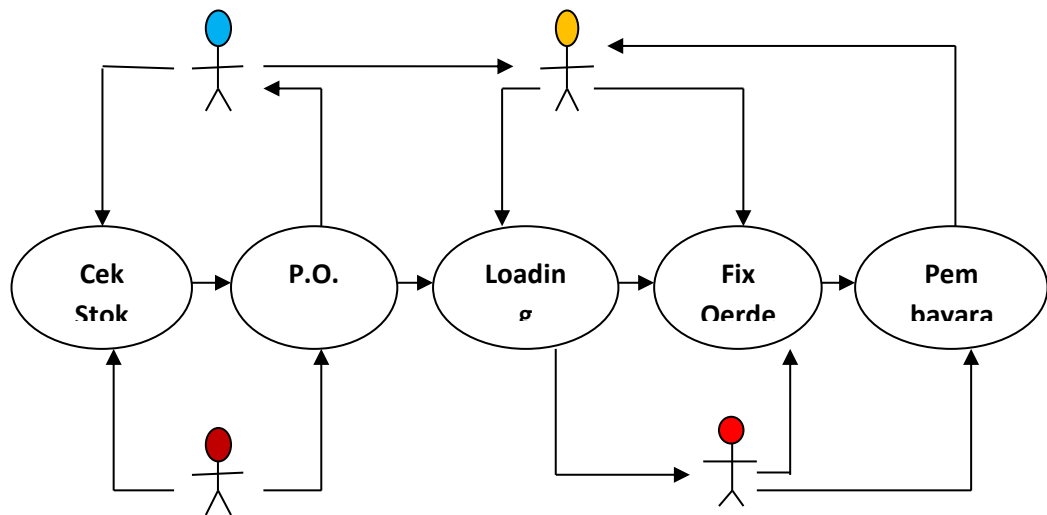 Cek
Stok
P.O.
Loadin
g
Fix
Oerde
Pem
bayara